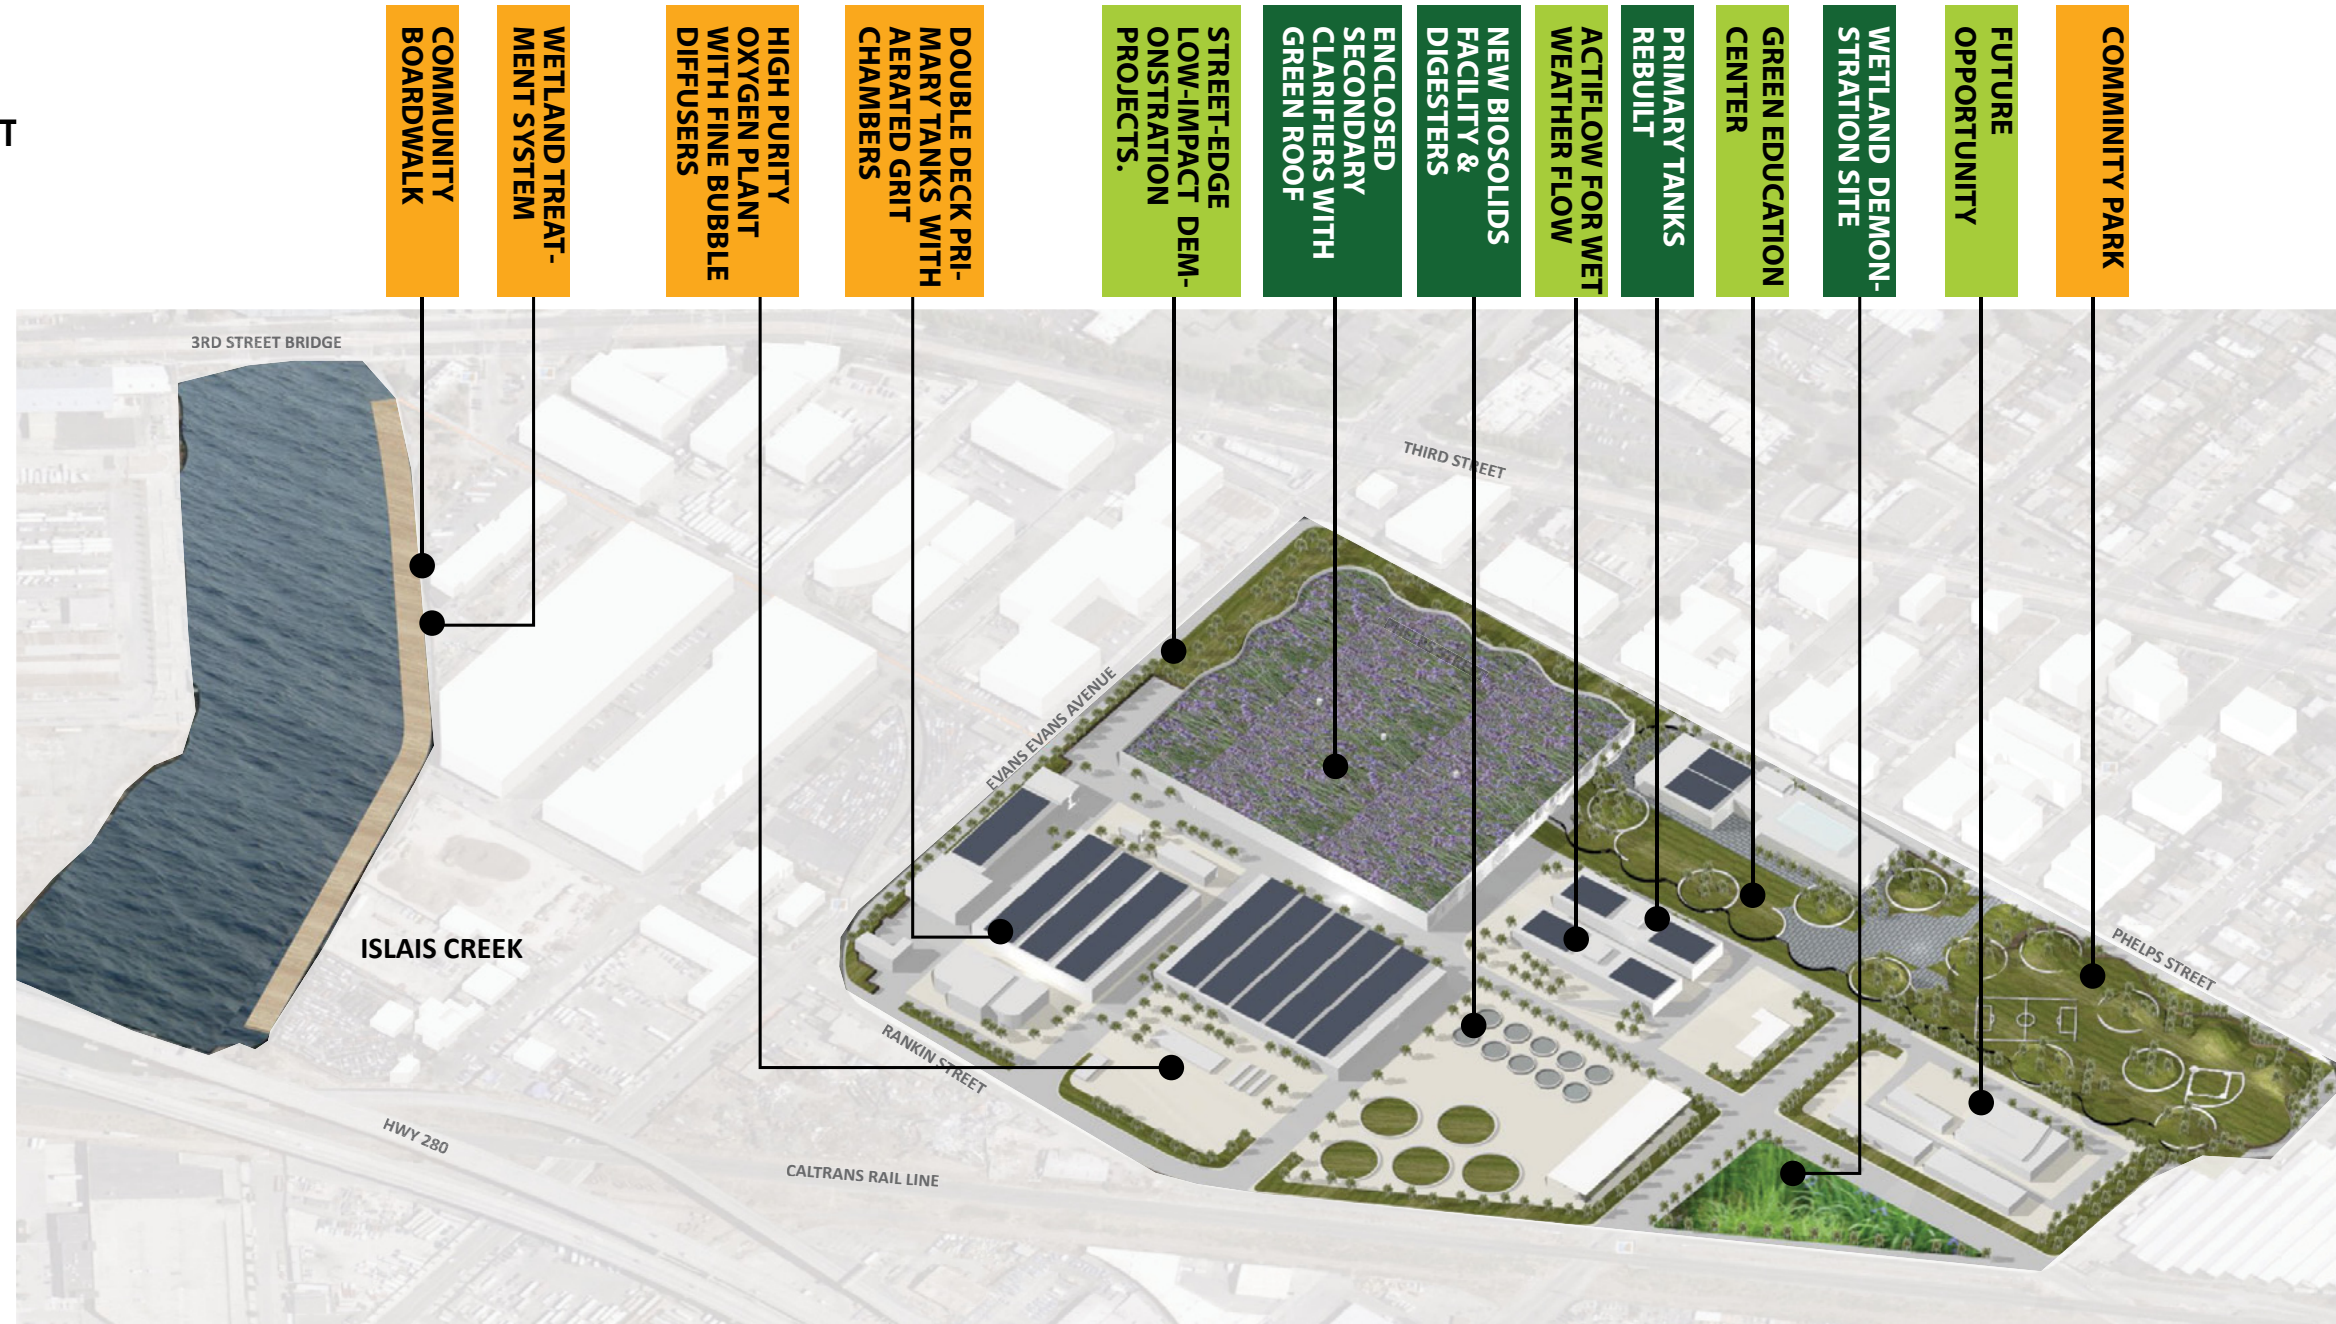 T
COMMUNITY
BOARDWALK
WETLAND TREAT-
MENT SYSTEM
HIGH PURITY
OXYGEN PLANT
WITH FINE BUBBLE
DIFFUSERS
DOUBLE DECK PRI-
MARY TANKS WITH
AERATED GRIT
CHAMBERS
STREET-EDGE
LOW-IMPACT DEM-
ONSTRATION
PROJECTS.
ENCLOSED
SECONDARY
CLARIFIERS WITH
GREEN ROOF
NEW BIOSOLIDS
FACILITY &
DIGESTERS
ACTIFLOW FOR WET
WEATHER FLOW
PRIMARY TANKS
REBUILT
GREEN EDUCATION
CENTER
WETLAND DEMON-
STRATION SITE
FUTURE
OPPORTUNITY
COMMINITY PARK
3RD STREET BRIDGE
THIRD STREET
PHELPS STREET
EVANS EVANS AVENUE
ISLAIS CREEK
PHELPS STREET
RANKIN STREET
HWY 280
CALTRANS RAIL LINE